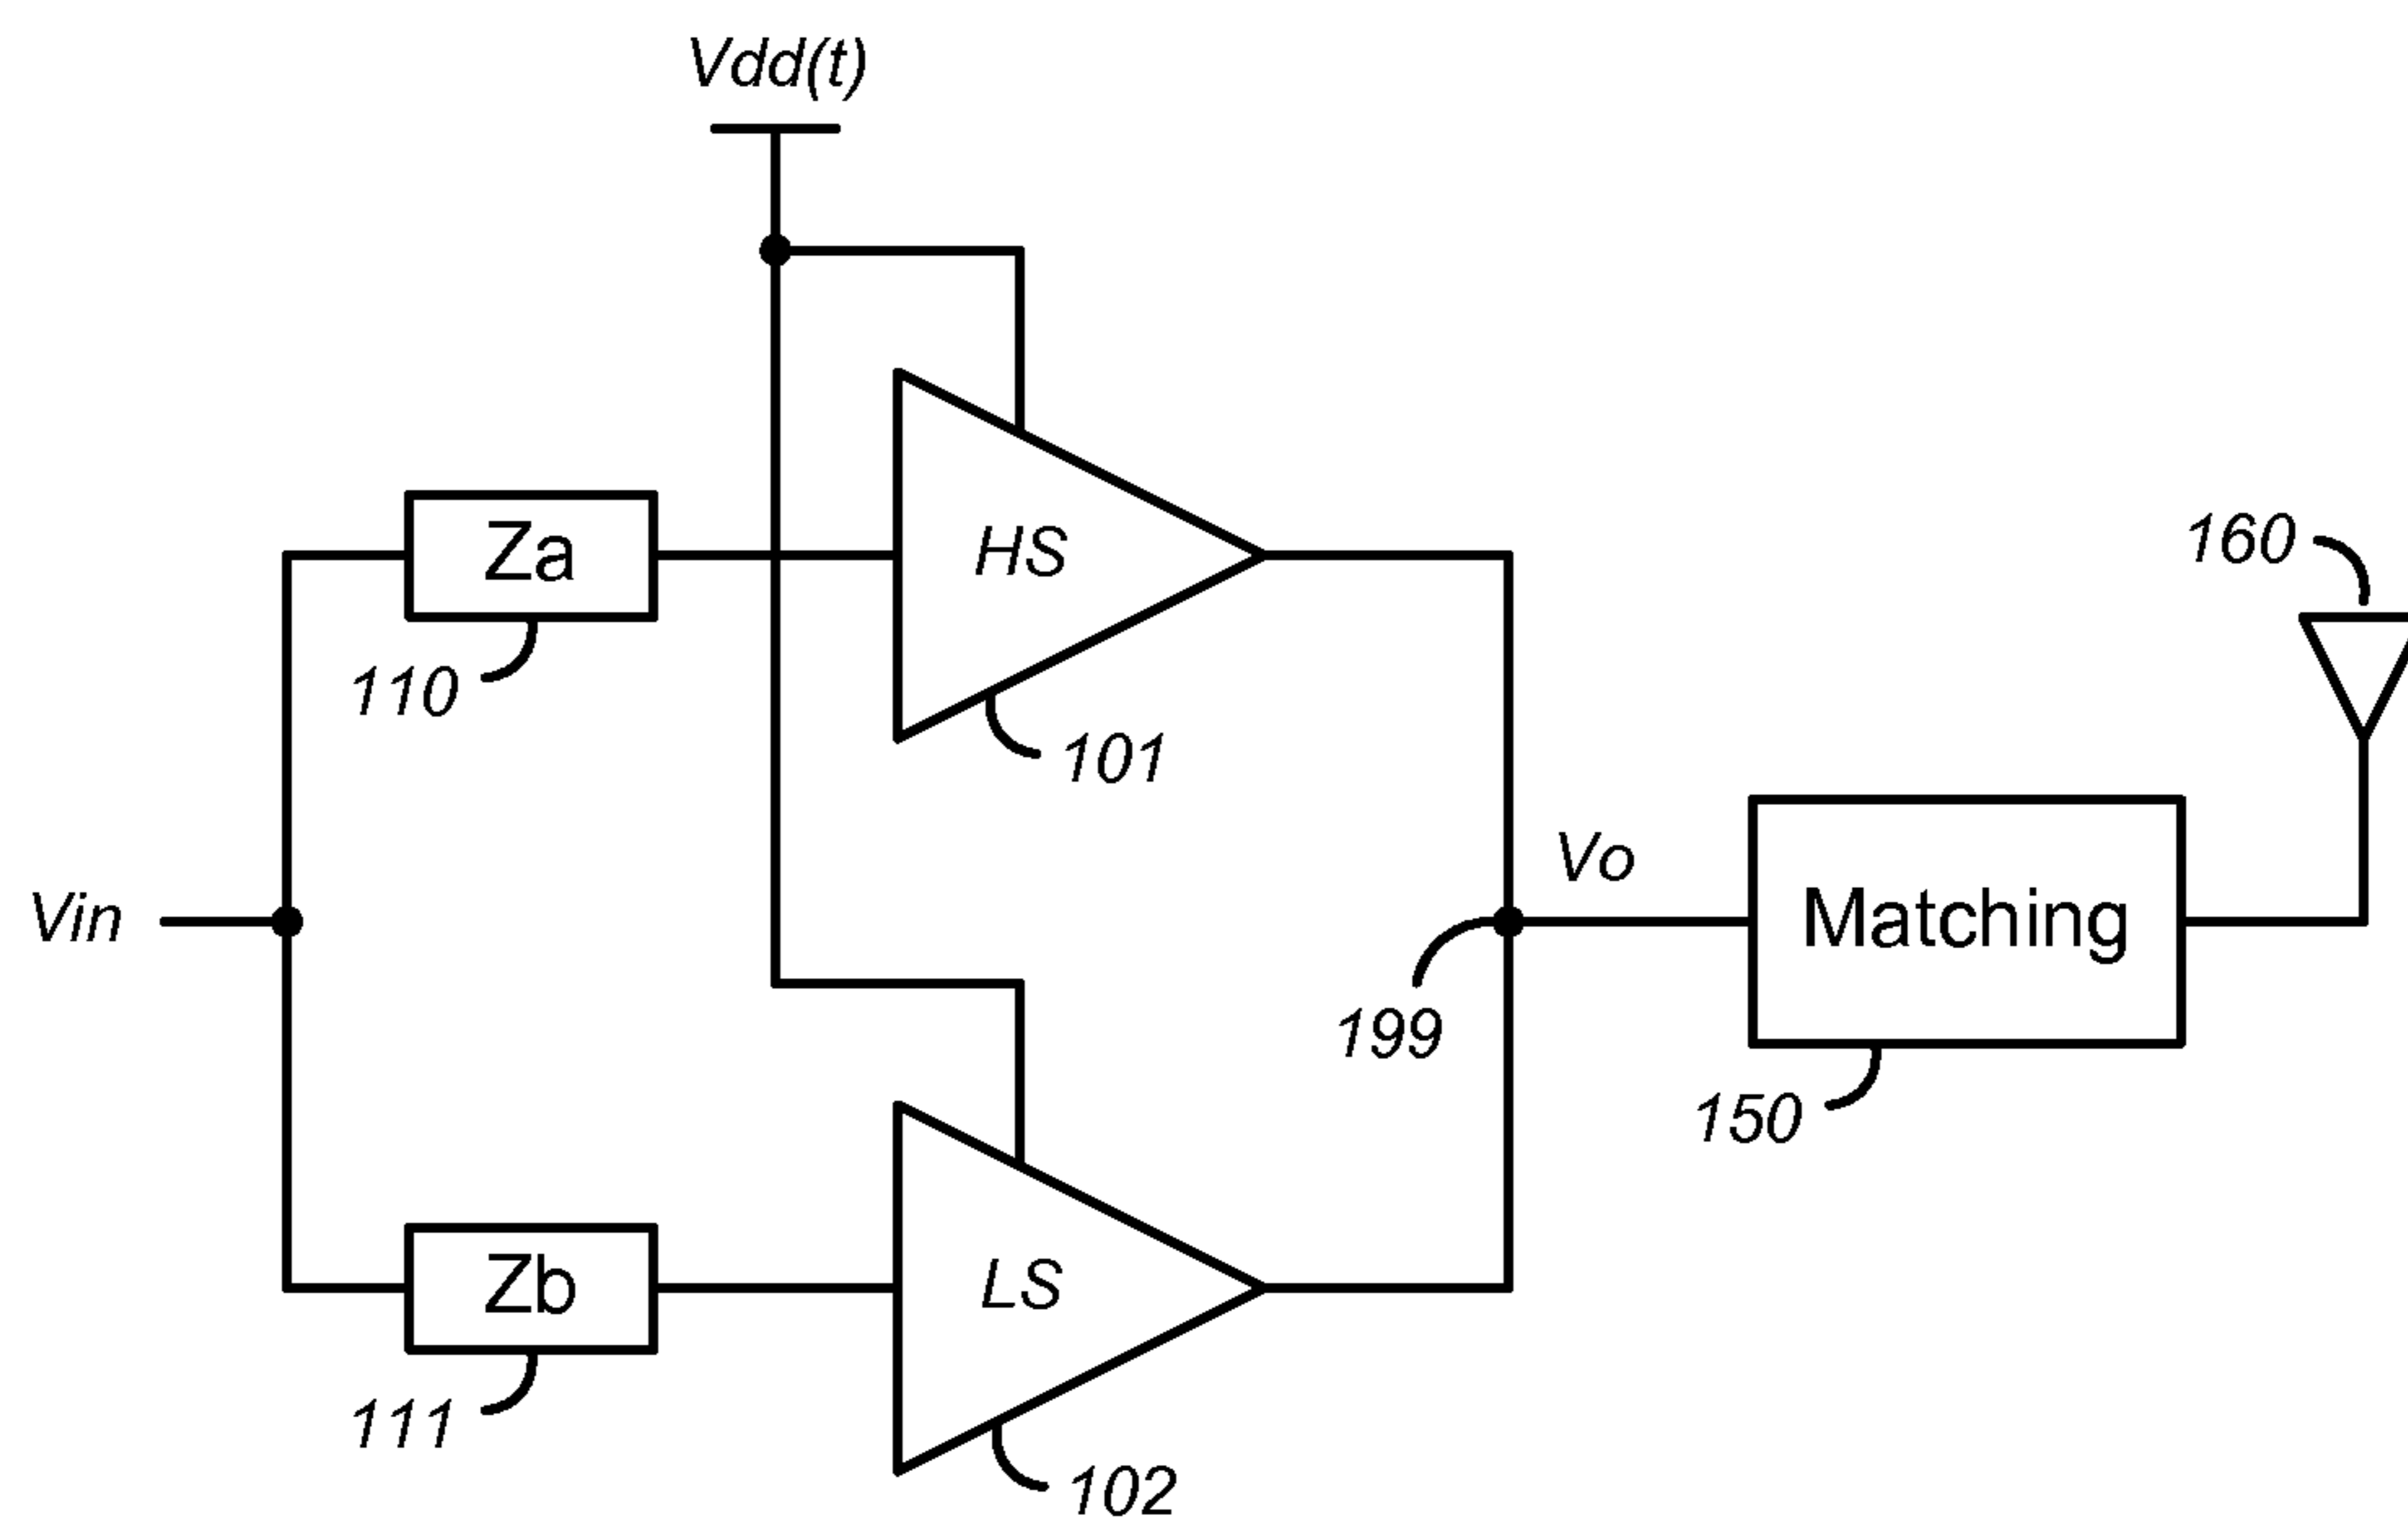 Vdd(t)
Za
HS
160
110
101
Vo
Vin
Matching
199
150
Zb
LS
111
102